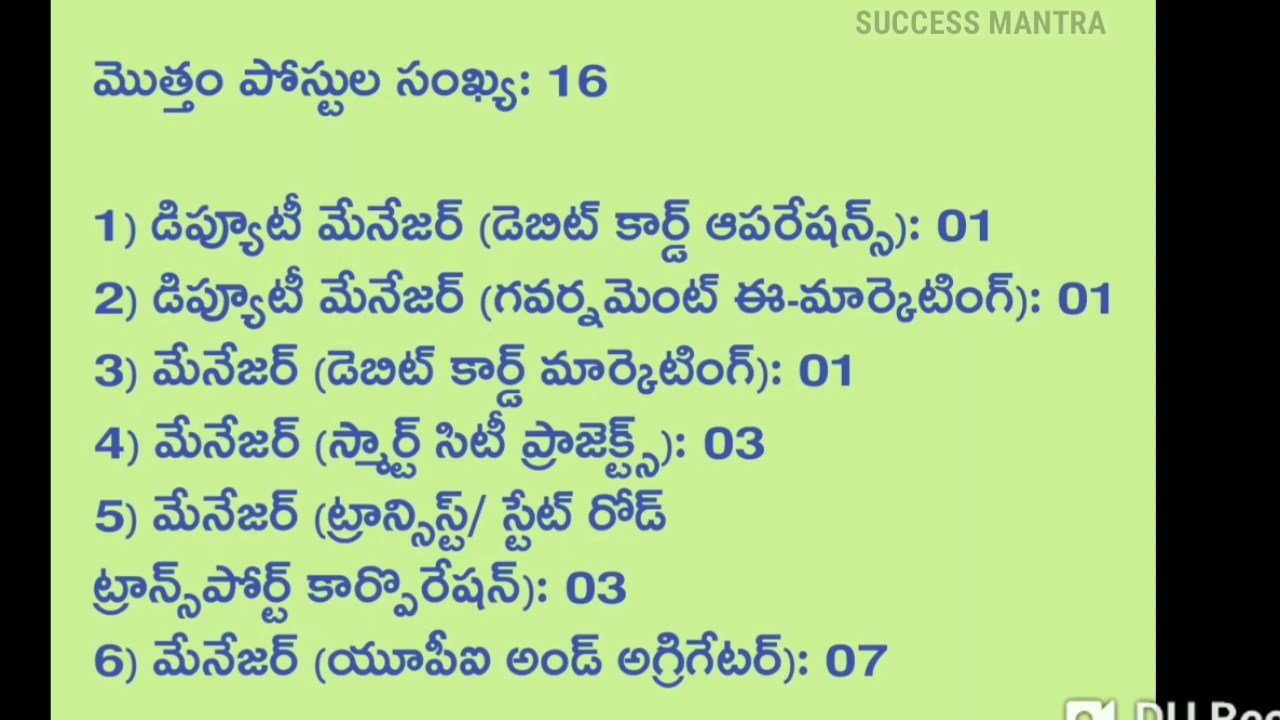 SUCCESS MANTRA
మొత్తం పోస్టుల సంఖ్య: 16
1) డిప్యూటీ మేనేజర్ (డెబిట్ కార్డ్ ఆపరేషన్స్): 01
2) డిప్యూటీ మేనేజర్ (గవర్నమెంట్ ఈ-మార్కెటింగ్): 01
3) మేనేజర్ (డెబిట్ కార్డ్ మార్కెటింగ్): 01
4) మేనేజర్ (స్మార్ట్ సిటీ ప్రాజెక్ట్స్): 03
5) మేనేజర్ (ట్రాన్సిస్ట్/ స్టేట్ రోడ్
ట్రాన్స్‌పోర్ట్ కార్పొరేషన్): 03
6) మేనేజర్ (యూపీఐ అండ్ అగ్రిగేటర్): 07